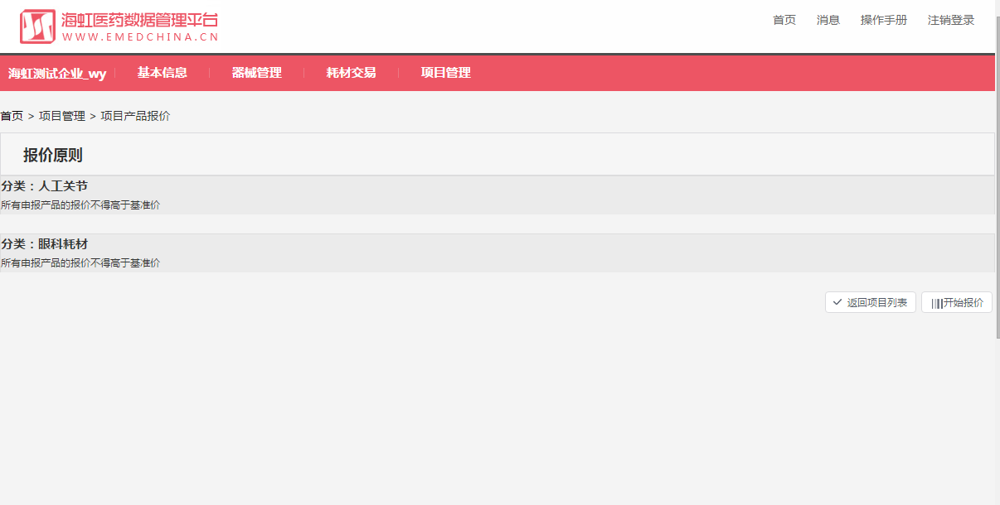 海虹医药数据管理平台
WWW.EMEDCHINA.CN
首页 消息 操作手册 注销登录
海虹测试企业_wy 基本信息 器械管理 耗材交易 项目管理
首页 > 项目管理 > 项目产品报价
报价原则
分类：人工关节
所有申报产品的报价不得高于基准价
分类：眼科耗材
所有申报产品的报价不得高于基准价
返回项目列表 开始报价